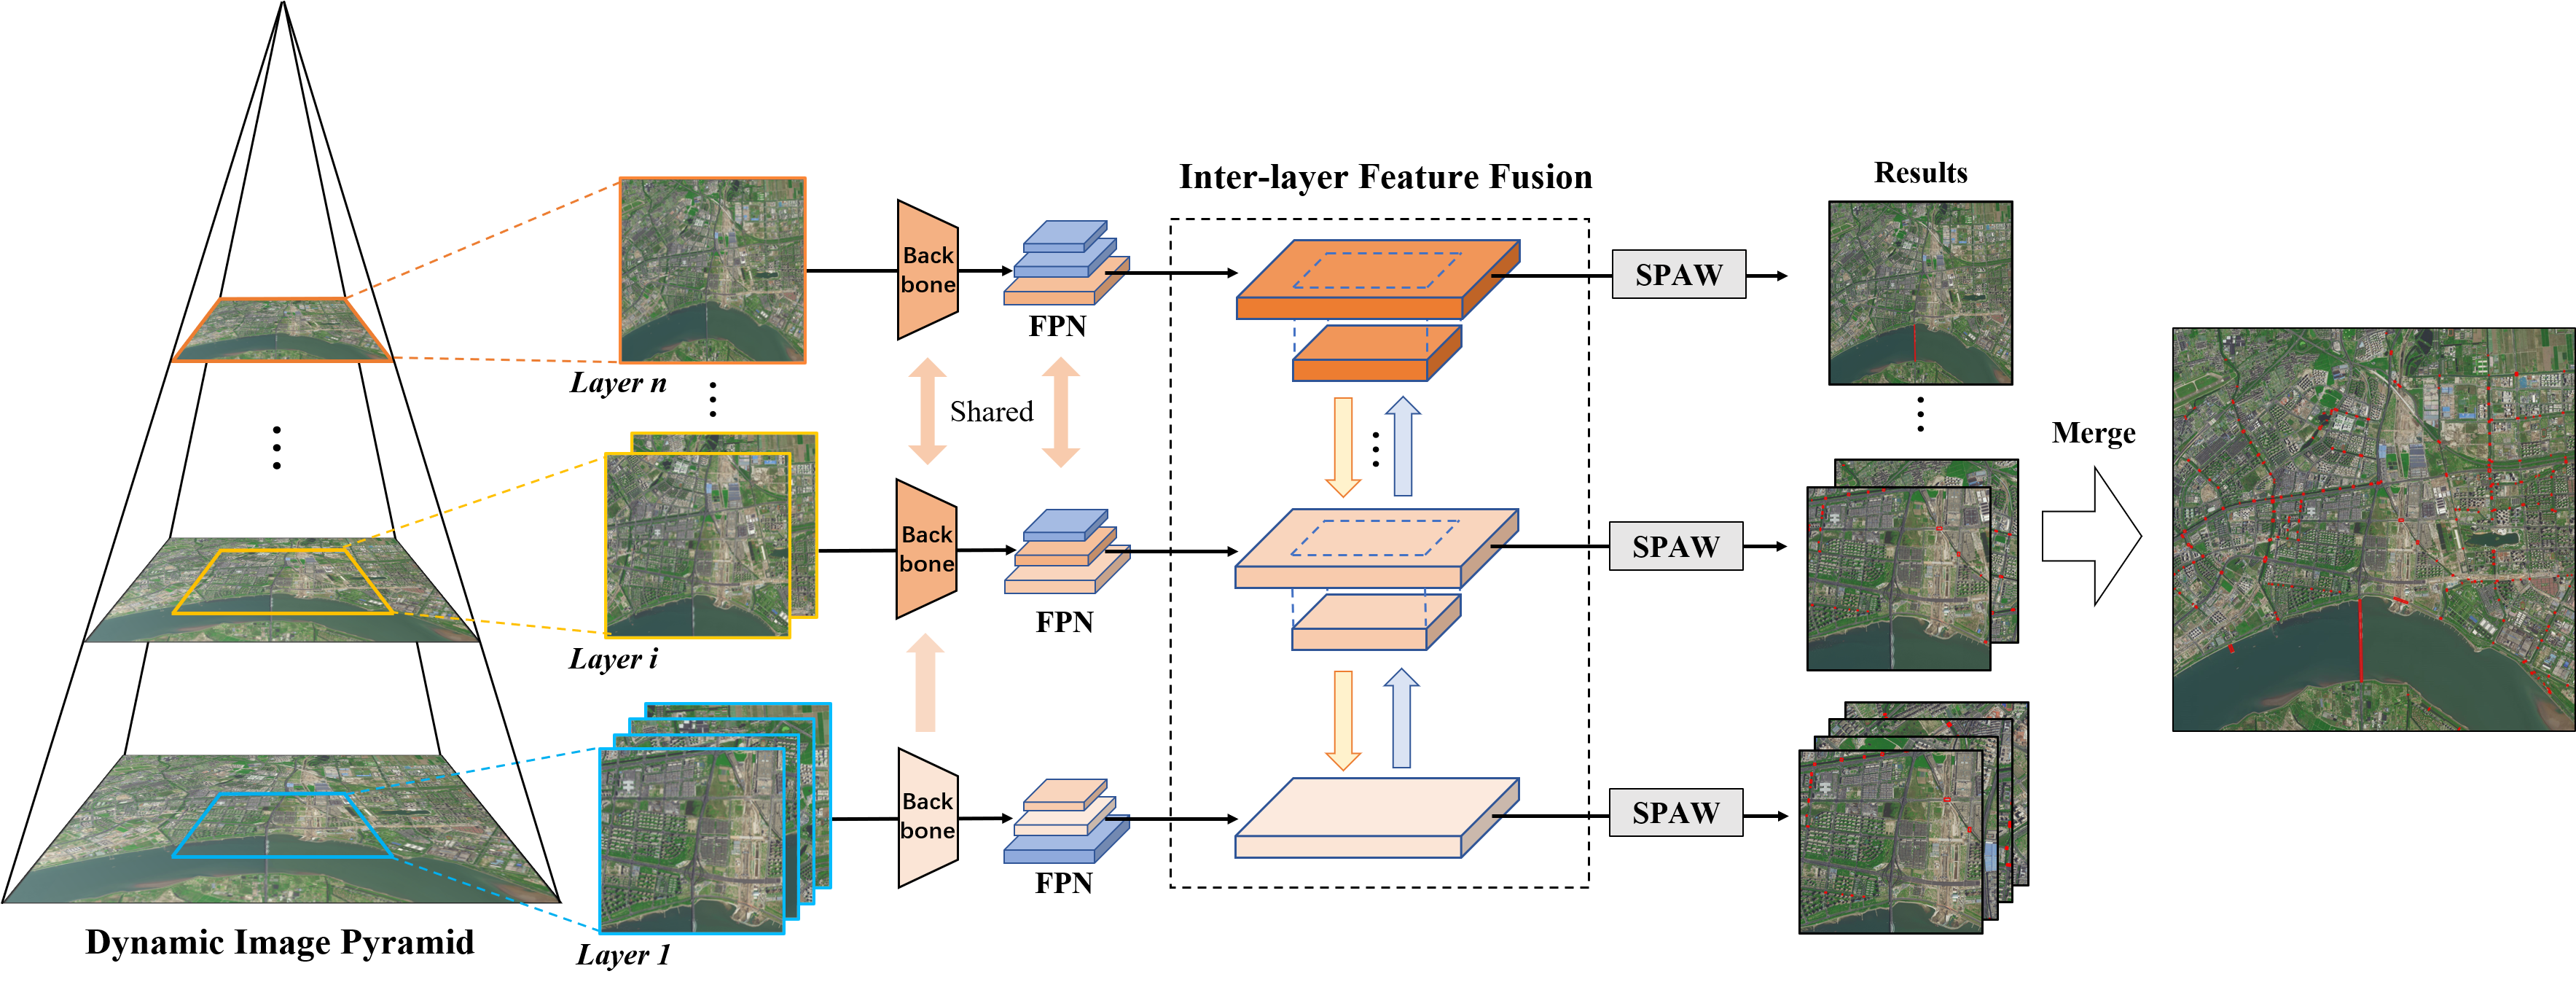 Inter-layer Feature Fusion
Results
Back
bone
FPN
SPAW
Layer n
Shared
Merge
Back
bone
FPN
SPAW
Layer i
Back
bone
FPN
SPAW
Dynamic Image Pyramid
Layer 1